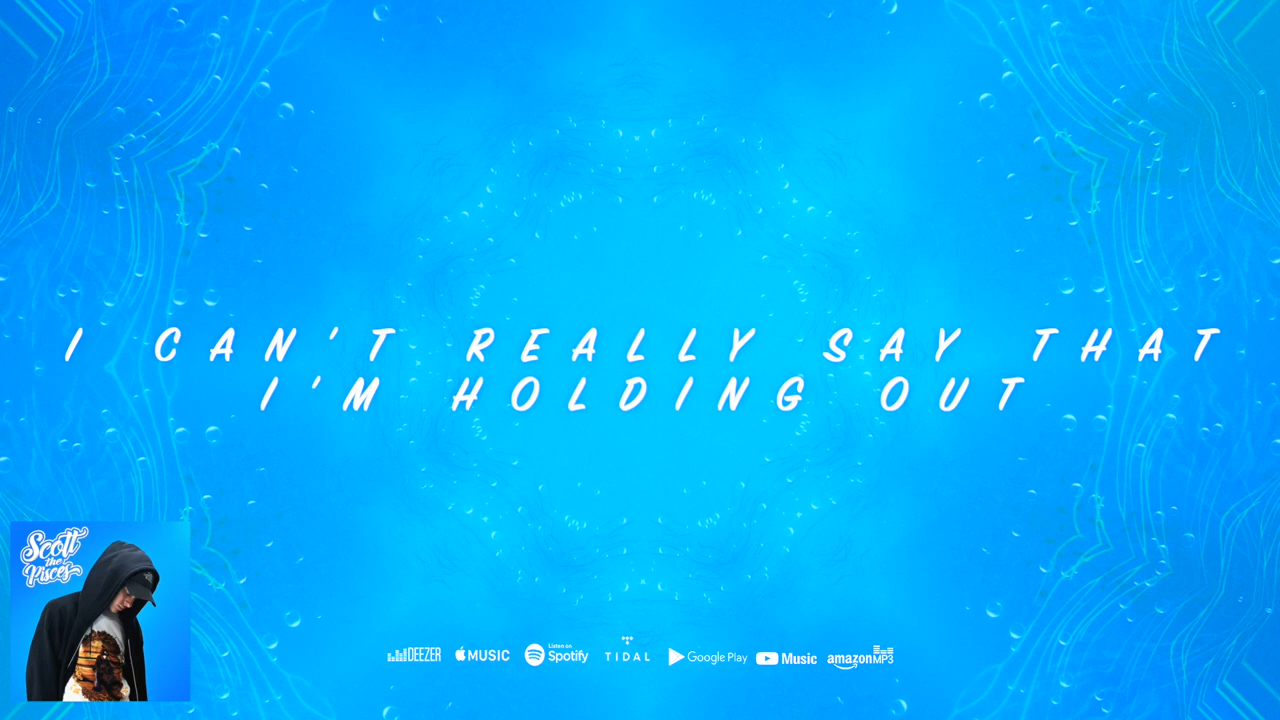 I CAN'T REALLY SAY THAT
I'M HOLDING OUT
Scott
the
Pisces
DEEZER
MUSIC
Listen on
Spotify
TIDAL
Google Play
Music
amazonMP3